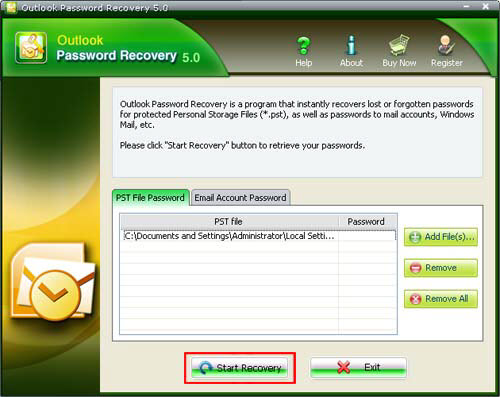 Outlook Password Recovery 5.0
Outlook
Password Recovery 5.0
Help
About
Buy Now
Register
Outlook Password Recovery is a program that instantly recovers lost or forgotten passwords
for protected Personal Storage Files (*.pst), as well as passwords to mail accounts, Windows
Mail, etc.
Please click "Start Recovery" button to retrieve your passwords.
PST File Password
Email Account Password
PST file
Password
C:\Documents and Settings\Administrator\Local Setti...
Add File(s)...
Remove
Remove All
Start Recovery
Exit